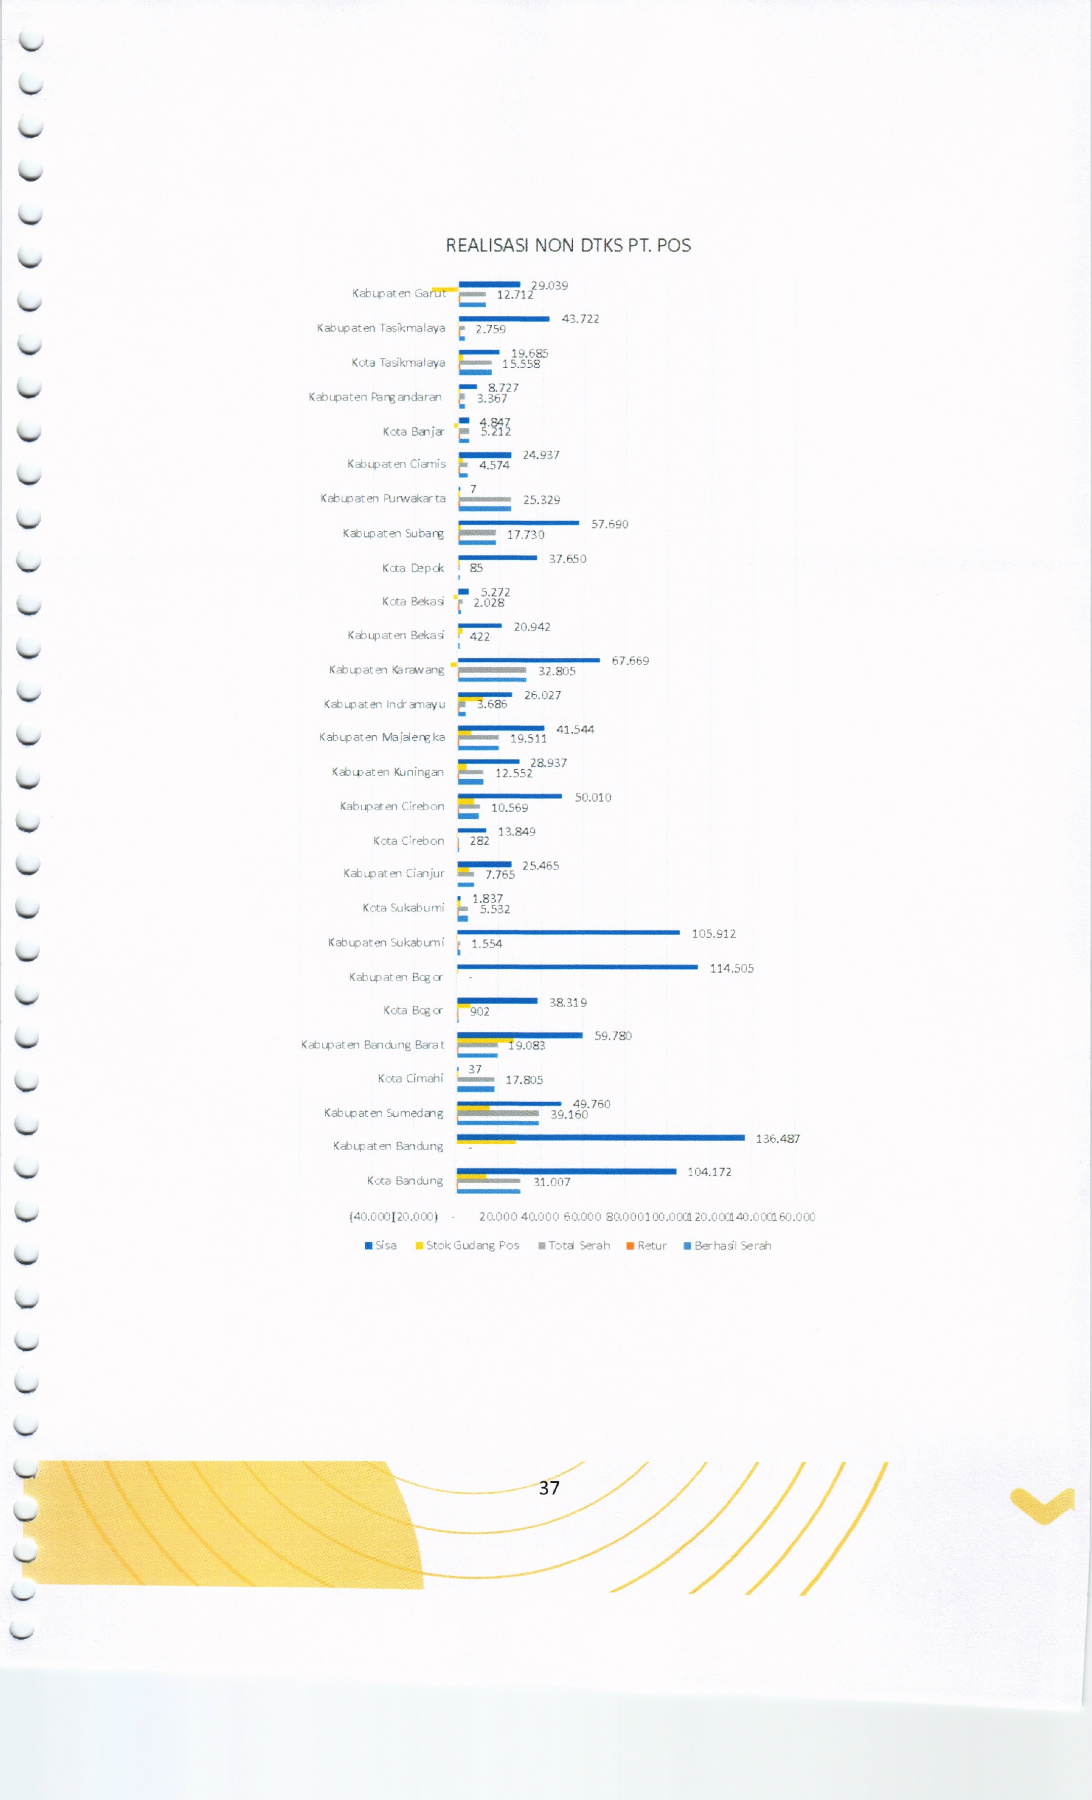 REALISASI NON DTKS PT. POS
Kabupaten Garut 29.039
12.712
Kabupaten Tasikmalaya 43.722
2.759
Kota Tasikmalaya 19.685
15.558
Kabupaten Pangandaran 8.727
3.367
Kota Banjar 4.847
5.212
Kabupaten Ciamis 24.937
4.574
Kabupaten Purwakarta 7
25.329
Kabupaten Subang 57.690
17.730
Kota Depok 37.650
85
Kota Bekasi 5.272
2.028
Kabupaten Bekasi 20.942
422
Kabupaten Karawang 67.669
32.805
Kabupaten Indramayu 26.027
3.686
Kabupaten Majalengka 41.544
19.511
Kabupaten Kuningan 28.937
12.552
Kabupaten Cirebon 50.010
10.569
Kota Cirebon 13.849
282
Kabupaten Cianjur 25.465
7.765
Kota Sukabumi 1.837
5.532
Kabupaten Sukabumi 105.912
1.554
Kabupaten Bogor 114.505
-
Kota Bogor 38.319
902
Kabupaten Bandung Barat 59.780
19.083
Kota Cimahi 37
17.805
Kabupaten Sumedang 49.760
39.160
Kabupaten Bandung 136.487
-
Kota Bandung 104.172
31.007
(40.000)(20.000) - 20.000 40.000 60.000 80.000 100.000 120.000 140.000 160.000
Sisa Stok Gudang Pos Total Serah Retur Berhasil Serah
37